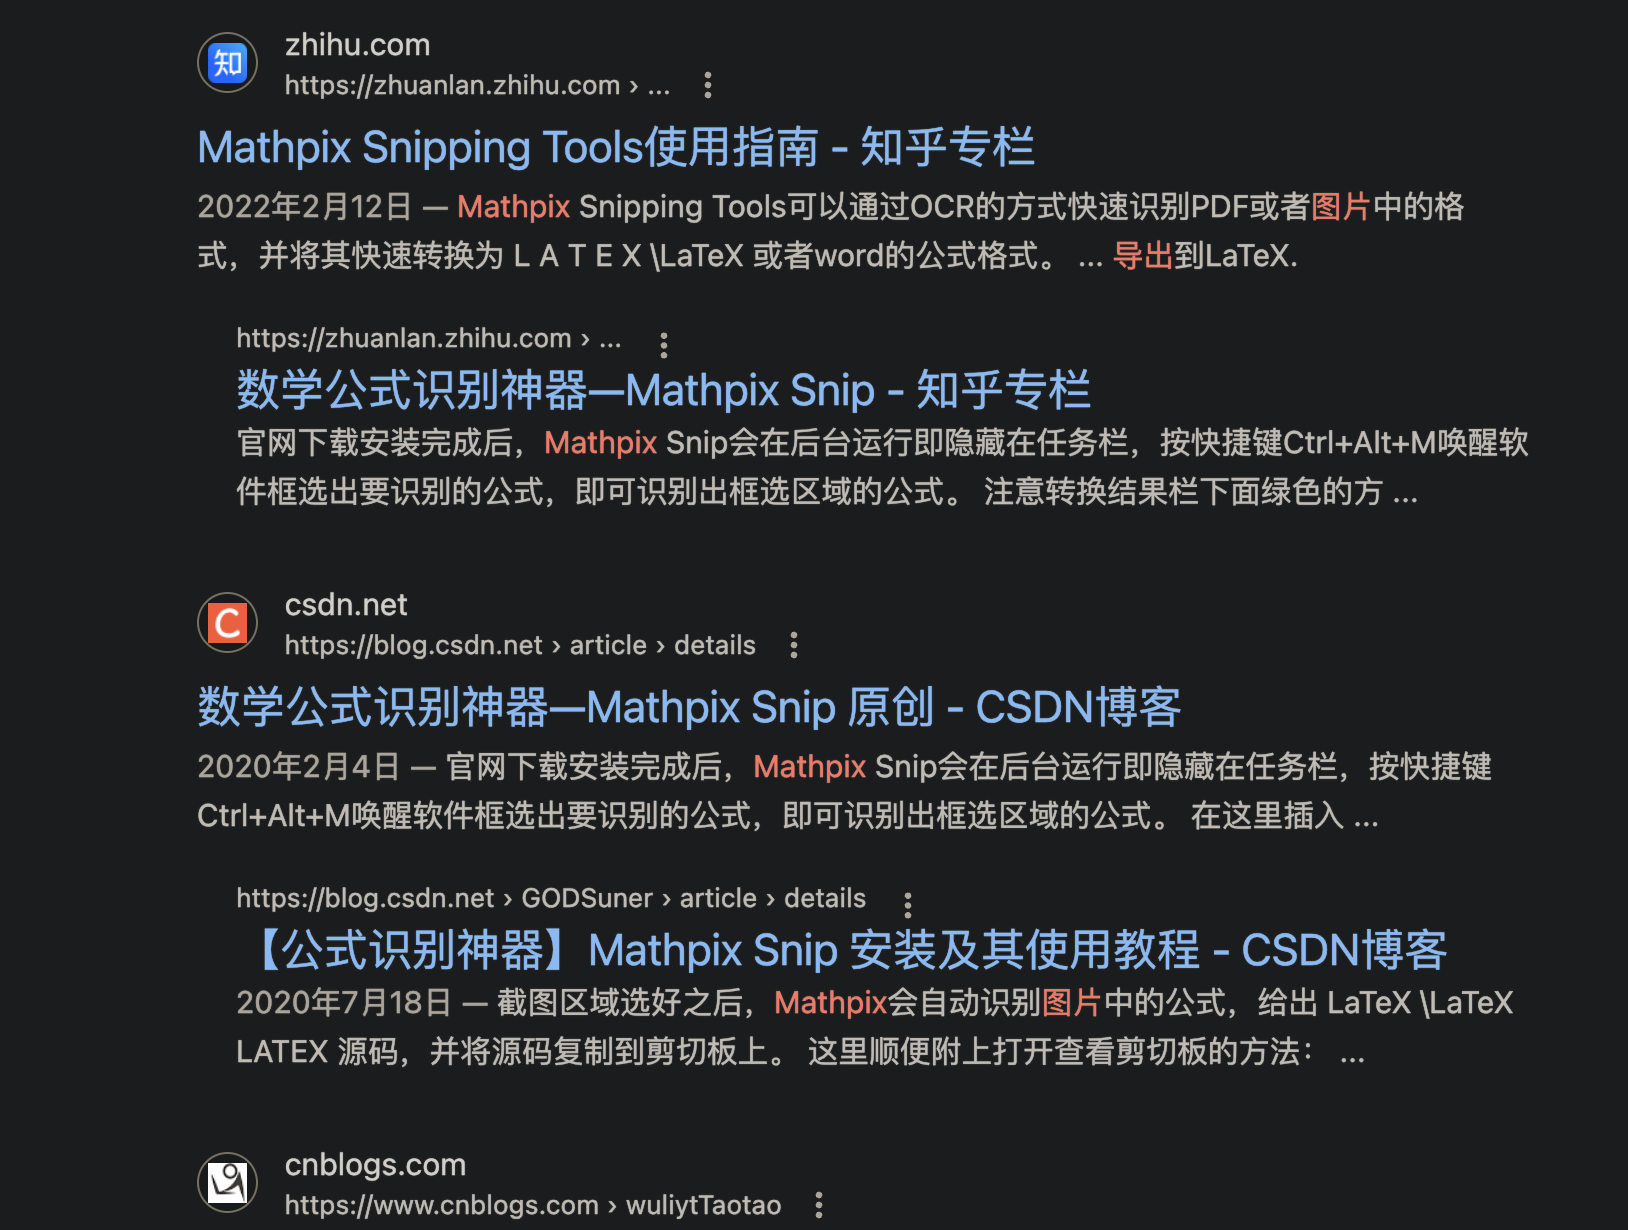 知
zhihu.com
https://zhuanlan.zhihu.com › ...
Mathpix Snipping Tools使用指南 - 知乎专栏
2022年2月12日 — Mathpix Snipping Tools可以通过OCR的方式快速识别PDF或者图片中的格
式，并将其快速转换为 L A T E X \LaTeX 或者word的公式格式。 ... 导出到LaTeX.
https://zhuanlan.zhihu.com › ...
数学公式识别神器—Mathpix Snip - 知乎专栏
官网下载安装完成后，Mathpix Snip会在后台运行即隐藏在任务栏，按快捷键Ctrl+Alt+M唤醒软
件框选出要识别的公式，即可识别出框选区域的公式。 注意转换结果栏下面绿色的方 ...
C
csdn.net
https://blog.csdn.net › article › details
数学公式识别神器—Mathpix Snip 原创 - CSDN博客
2020年2月4日 — 官网下载安装完成后，Mathpix Snip会在后台运行即隐藏在任务栏，按快捷键
Ctrl+Alt+M唤醒软件框选出要识别的公式，即可识别出框选区域的公式。 在这里插入 ...
https://blog.csdn.net › GODSuner › article › details
【公式识别神器】Mathpix Snip 安装及其使用教程 - CSDN博客
2020年7月18日 — 截图区域选好之后，Mathpix会自动识别图片中的公式，给出 LaTeX \LaTeX
LATEX 源码，并将源码复制到剪切板上。 这里顺便附上打开查看剪切板的方法： ...
cnblogs.com
https://www.cnblogs.com › wuliytTaotao